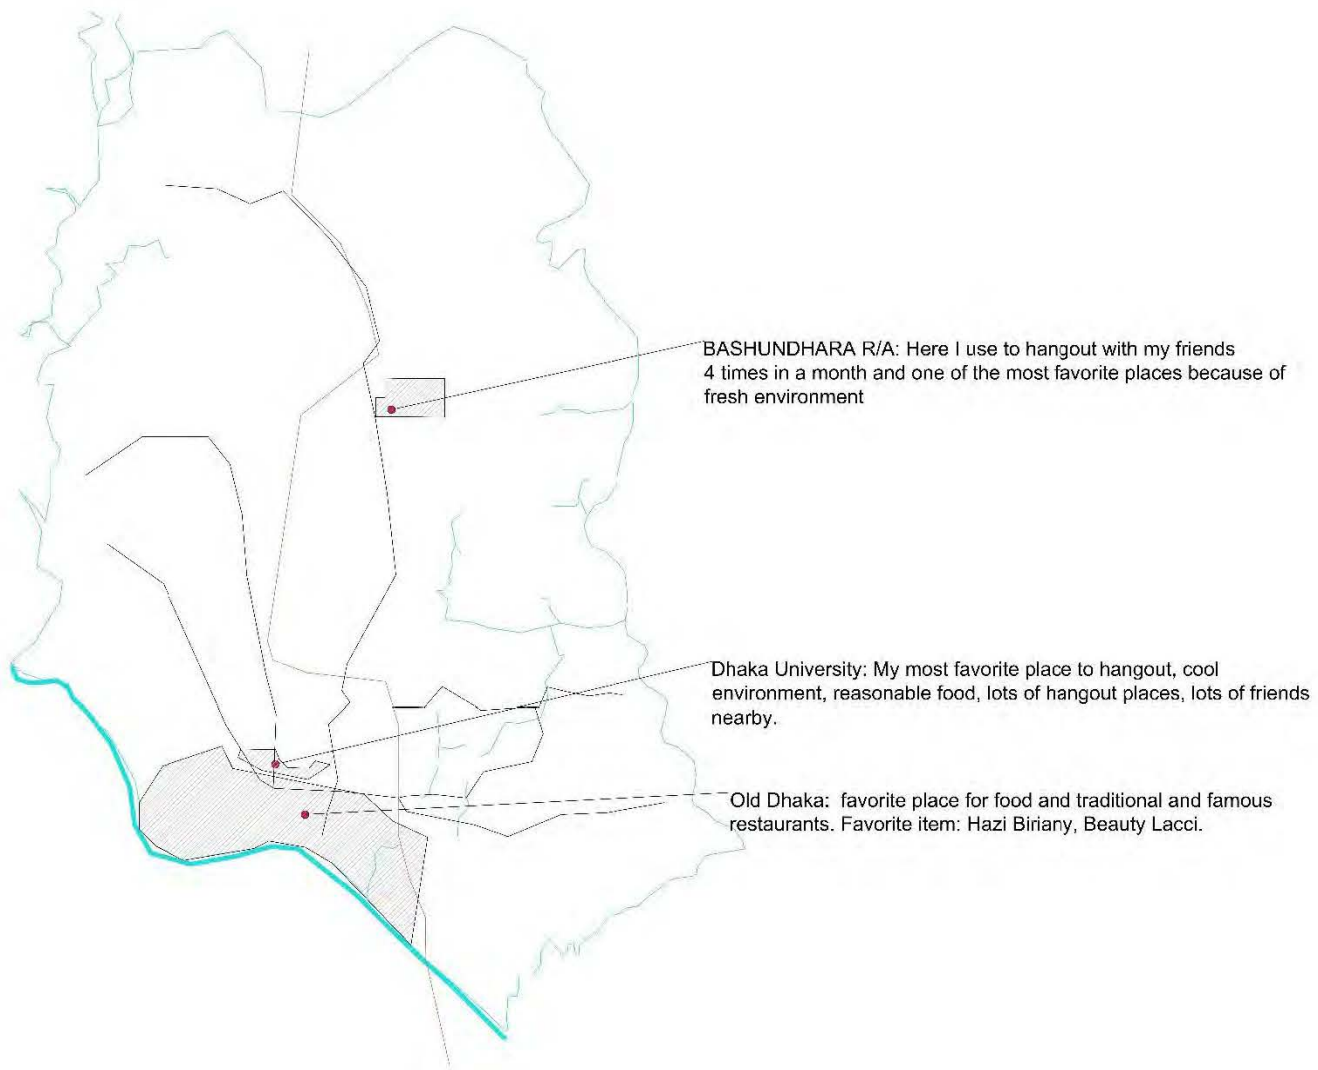 BASHUNDHARA R/A: Here I use to hangout with my friends
4 times in a month and one of the most favorite places because of
fresh environment
Dhaka University: My most favorite place to hangout, cool
environment, reasonable food, lots of hangout places, lots of friends
nearby.
Old Dhaka: favorite place for food and traditional and famous
restaurants. Favorite item: Hazi Biriany, Beauty Lacci.